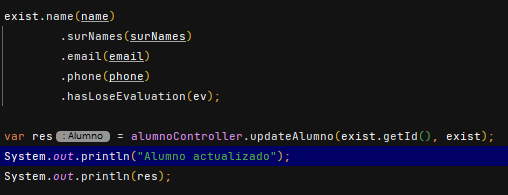 exist.name(name)
.surNames(surNames)
.email(email)
.phone(phone)
.hasLoseEvaluation(ev);
var res : Alumno = alumnoController.updateAlumno(exist.getId(), exist);
System.out.println("Alumno actualizado");
System.out.println(res);